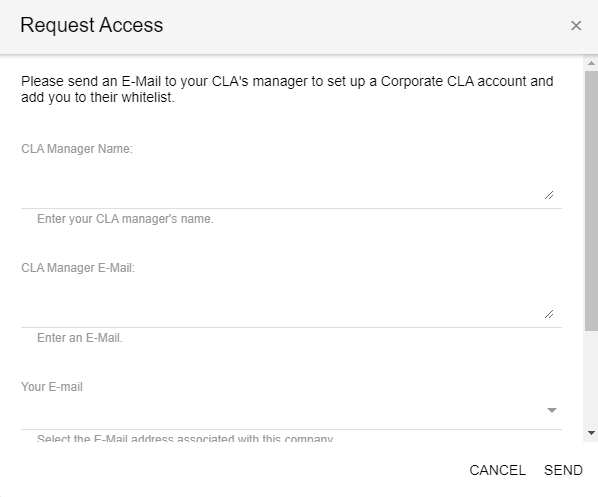 Request Access
Please send an E-Mail to your CLA's manager to set up a Corporate CLA account and
add you to their whitelist.
CLA Manager Name:
Enter your CLA manager's name.
CLA Manager E-Mail:
Enter an E-Mail.
Your E-mail
Select the E-Mail address associated with this company
CANCEL SEND